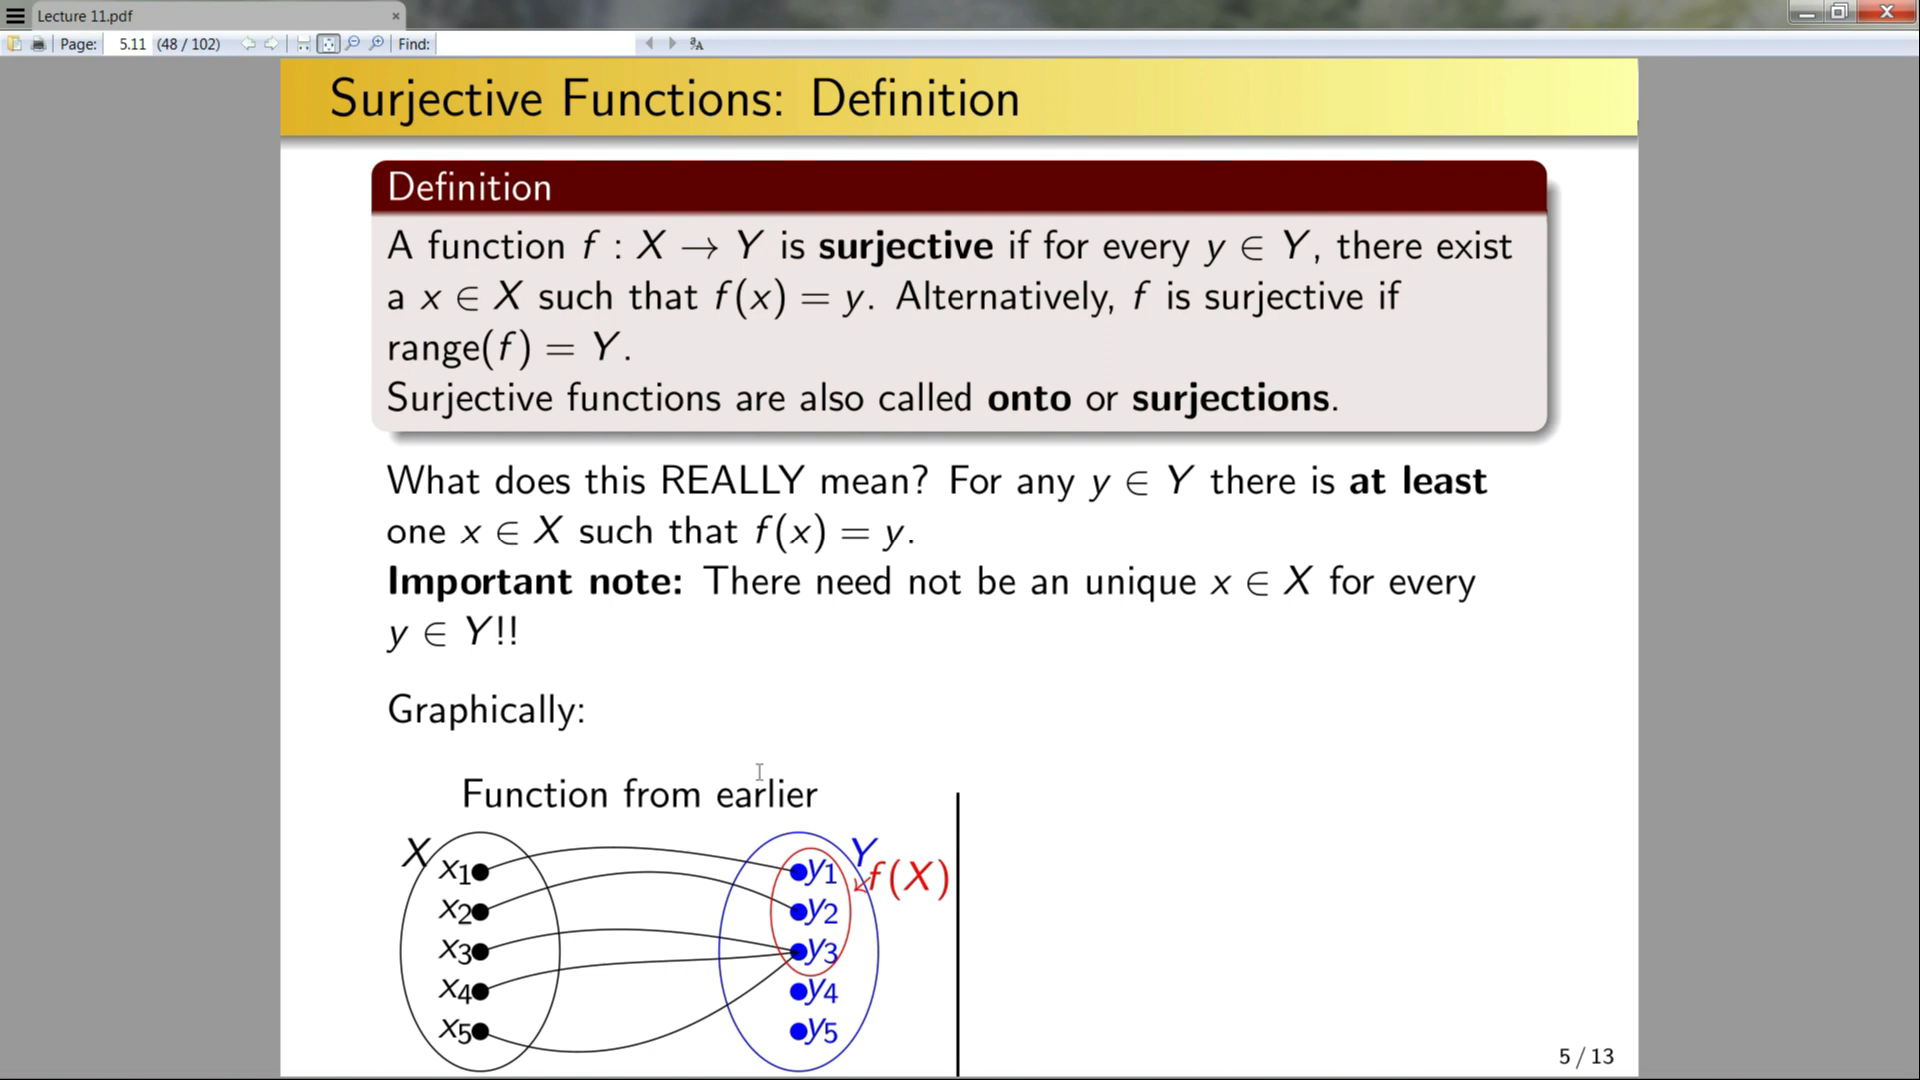 Lecture 11.pdf
Page: 5.11 (48 / 102) Find:
Surjective Functions: Definition
Definition
A function f : X → Y is surjective if for every y ∈ Y, there exist
a x ∈ X such that f(x) = y. Alternatively, f is surjective if
range(f) = Y.
Surjective functions are also called onto or surjections.
What does this REALLY mean? For any y ∈ Y there is at least
one x ∈ X such that f(x) = y.
Important note: There need not be an unique x ∈ X for every
y ∈ Y!!
Graphically:
Function from earlier
X Y
x1 y1 f(X)
x2 y2
x3 y3
x4 y4
x5 y5
5 / 13